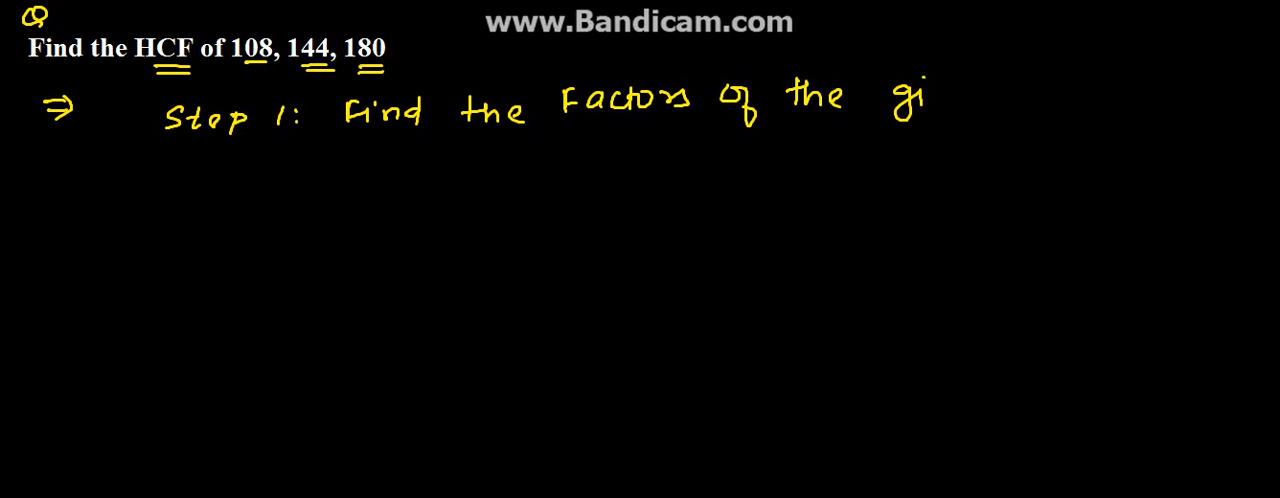 Q
www.Bandicam.com
Find the HCF of 108, 144, 180
⇒ Step 1: Find the Factors of the gi